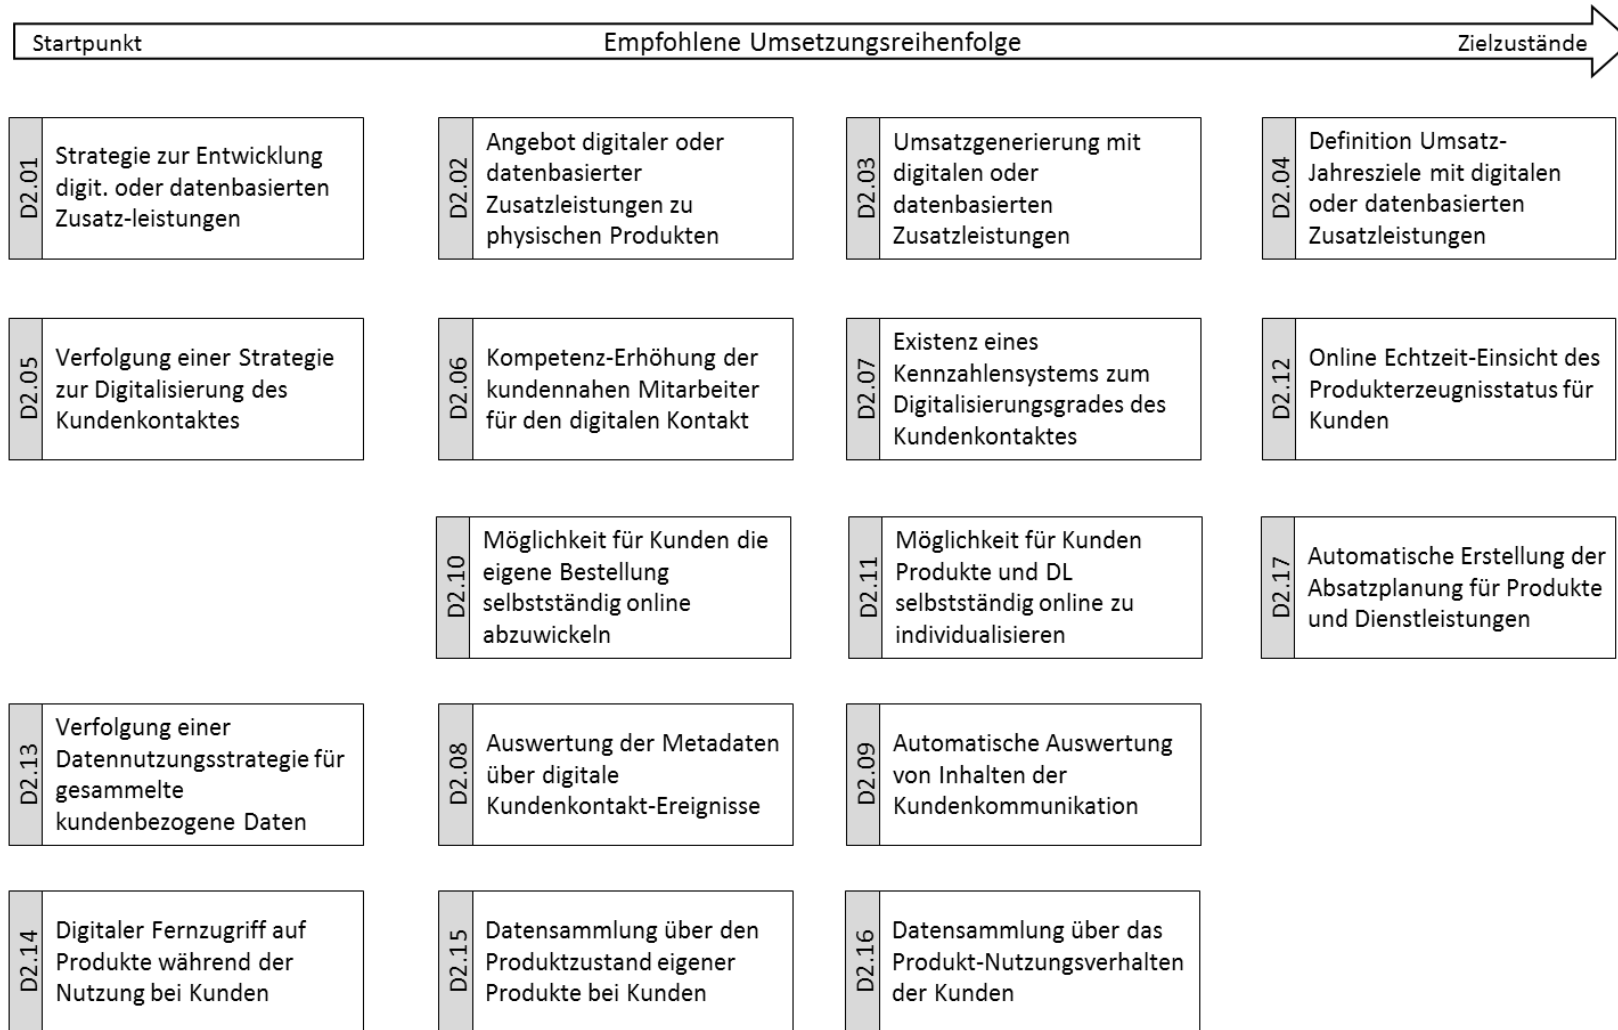 Startpunkt
Empfohlene Umsetzungsreihenfolge
Zielzustände
D2.01
Strategie zur Entwicklung
digit. oder datenbasierten
Zusatz-leistungen
D2.02
Angebot digitaler oder
datenbasierter
Zusatzleistungen zu
physischen Produkten
D2.03
Umsatzgenerierung mit
digitalen oder
datenbasierten
Zusatzleistungen
D2.04
Definition Umsatz-
Jahresziele mit digitalen
oder datenbasierten
Zusatzleistungen
D2.05
Verfolgung einer Strategie
zur Digitalisierung des
Kundenkontaktes
D2.06
Kompetenz-Erhöhung der
kundennahen Mitarbeiter
für den digitalen Kontakt
D2.07
Existenz eines
Kennzahlensystems zum
Digitalisierungsgrades des
Kundenkontaktes
D2.12
Online Echtzeit-Einsicht des
Produkterzeugnisstatus für
Kunden
D2.10
Möglichkeit für Kunden die
eigene Bestellung
selbstständig online
abzuwickeln
D2.11
Möglichkeit für Kunden
Produkte und DL
selbstständig online zu
individualisieren
D2.17
Automatische Erstellung der
Absatzplanung für Produkte
und Dienstleistungen
D2.13
Verfolgung einer
Datennutzungsstrategie für
gesammelte
kundenbezogene Daten
D2.08
Auswertung der Metadaten
über digitale
Kundenkontakt-Ereignisse
D2.09
Automatische Auswertung
von Inhalten der
Kundenkommunikation
D2.14
Digitaler Fernzugriff auf
Produkte während der
Nutzung bei Kunden
D2.15
Datensammlung über den
Produktzustand eigener
Produkte bei Kunden
D2.16
Datensammlung über das
Produkt-Nutzungsverhalten
der Kunden